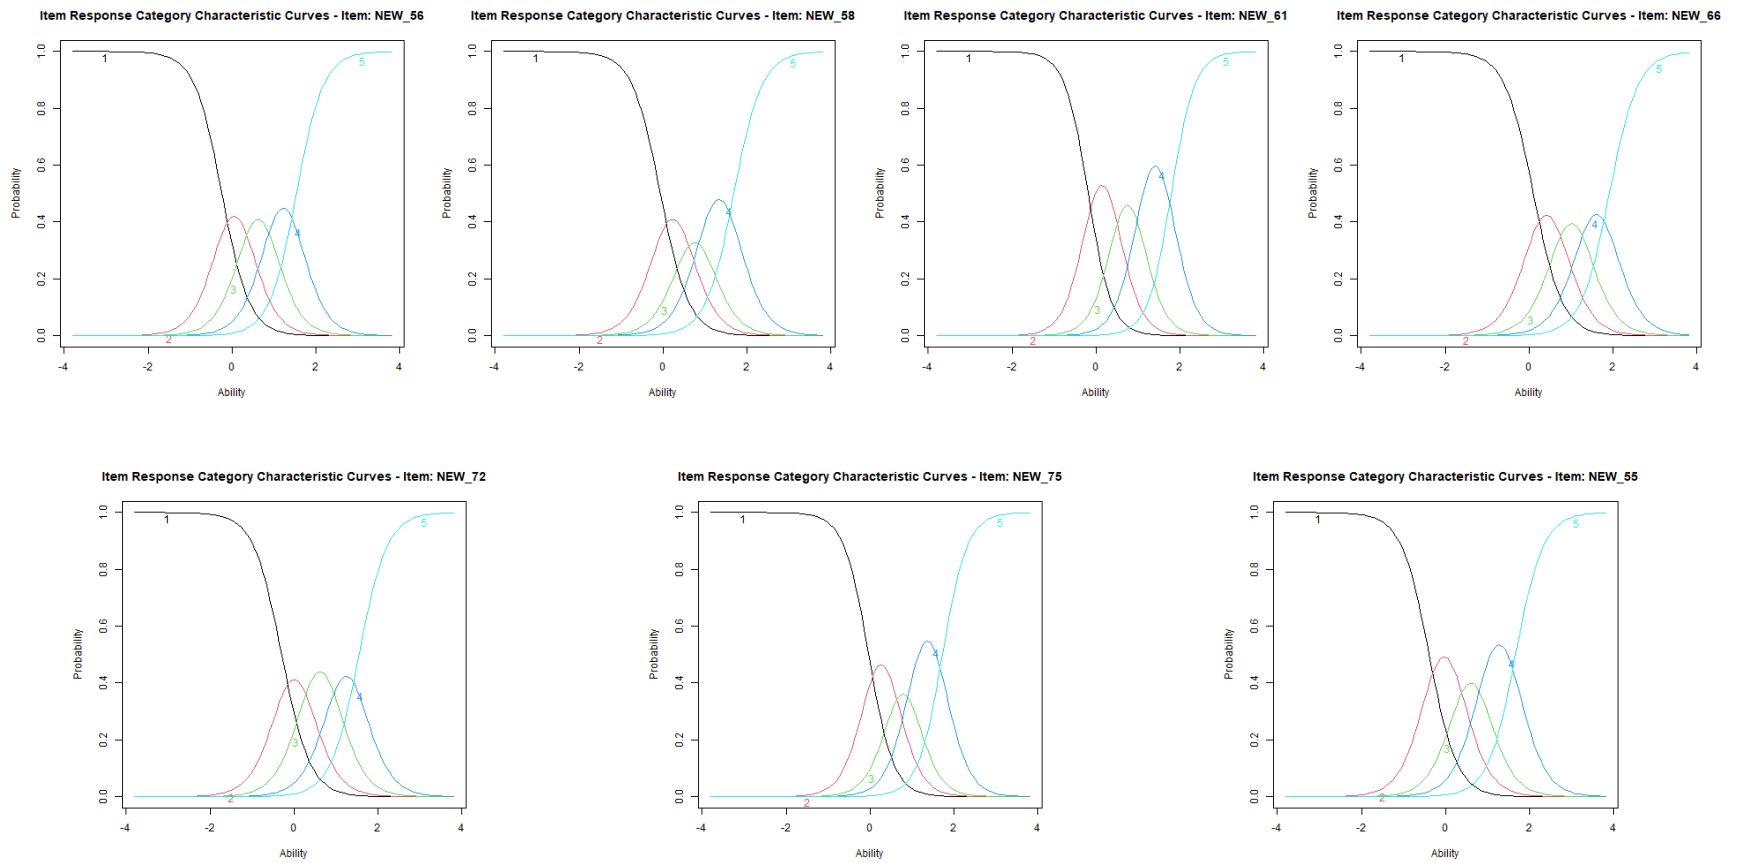 Item Response Category Characteristic Curves - Item: NEW_56
Probability
0.0 0.2 0.4 0.6 0.8 1.0
1
2
3
4
5
-4 -2 0 2 4
Ability
Item Response Category Characteristic Curves - Item: NEW_58
Probability
0.0 0.2 0.4 0.6 0.8 1.0
1
2
3
4
5
-4 -2 0 2 4
Ability
Item Response Category Characteristic Curves - Item: NEW_61
Probability
0.0 0.2 0.4 0.6 0.8 1.0
1
2
3
4
5
-4 -2 0 2 4
Ability
Item Response Category Characteristic Curves - Item: NEW_66
Probability
0.0 0.2 0.4 0.6 0.8 1.0
1
2
3
4
5
-4 -2 0 2 4
Ability
Item Response Category Characteristic Curves - Item: NEW_72
Probability
0.0 0.2 0.4 0.6 0.8 1.0
1
2
3
4
5
-4 -2 0 2 4
Ability
Item Response Category Characteristic Curves - Item: NEW_75
Probability
0.0 0.2 0.4 0.6 0.8 1.0
1
2
3
4
5
-4 -2 0 2 4
Ability
Item Response Category Characteristic Curves - Item: NEW_55
Probability
0.0 0.2 0.4 0.6 0.8 1.0
1
2
3
4
5
-4 -2 0 2 4
Ability